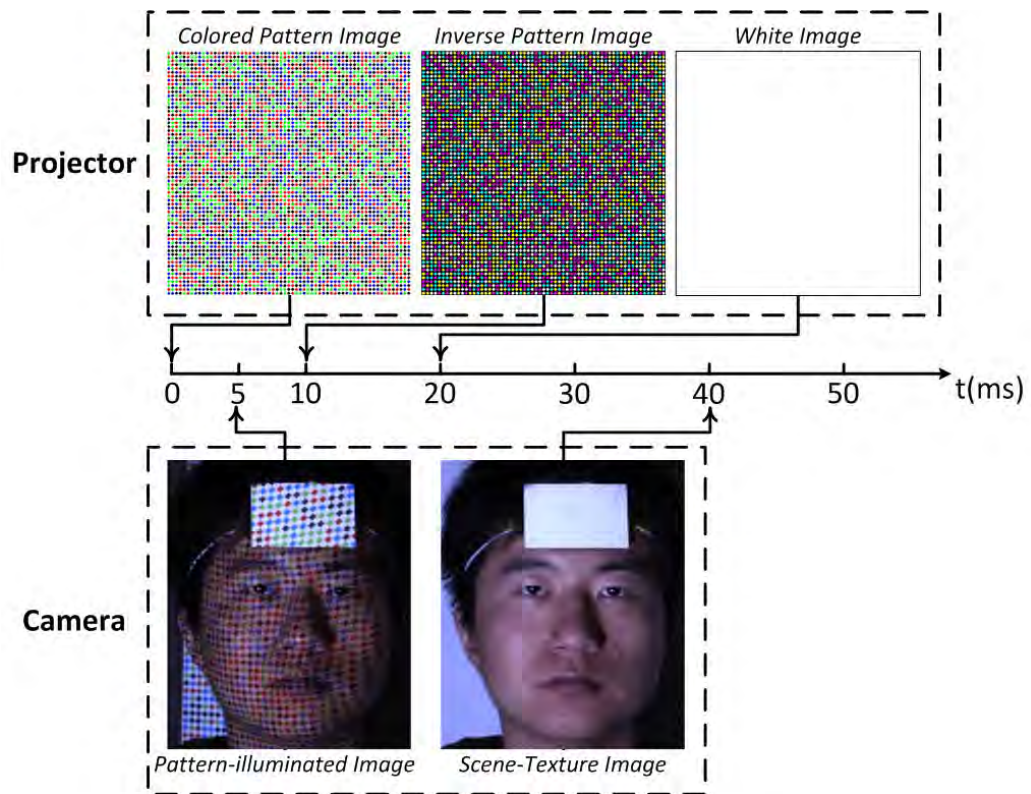 Colored Pattern Image
Inverse Pattern Image
White Image
Projector
0
5
10
20
30
40
50
t(ms)
Camera
Pattern-illuminated Image
Scene-Texture Image